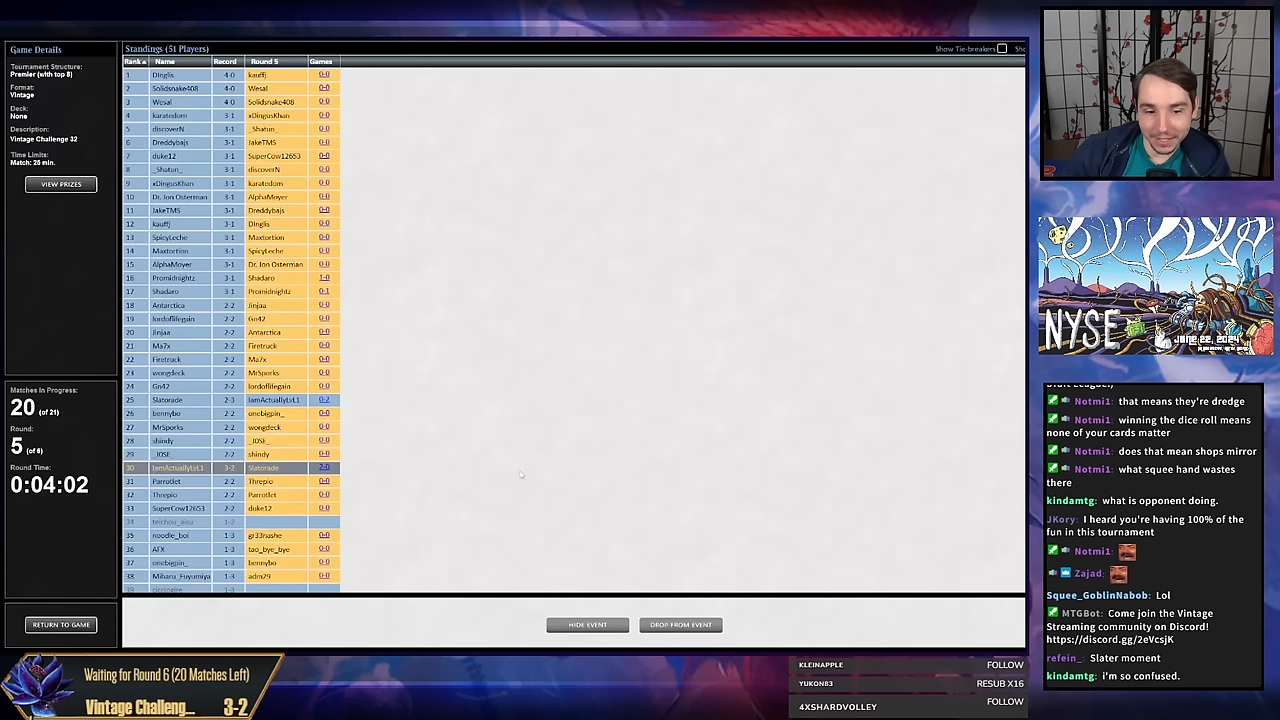 Game Details
Tournament Structure:
Premier (with top 8)
Format:
Vintage
Deck:
None
Description:
Vintage Challenge 32
Time Limits:
Match: 25 min.
VIEW PRIZES
Matches In Progress:
20 (of 21)
Round:
5 (of 6)
Round Time:
0:04:02
RETURN TO GAME
Standings (51 Players)
Show Tie-breakers
Rank Name Record Round 5 Games
1 DInglis 4-0 kauffj 0-0
2 Solidsnake408 4-0 Wesal 0-0
3 Wesal 4-0 Solidsnake408 0-0
4 karatedom 3-1 xDingusKhan 0-0
5 discoverN 3-1 _Shatun_ 0-0
6 Dreddybajs 3-1 JakeTMS 0-0
7 duke12 3-1 SuperCow12653 0-0
8 _Shatun_ 3-1 discoverN 0-0
9 xDingusKhan 3-1 karatedom 0-0
10 Dr. Jon Osterman 3-1 AlphaMoyer 0-0
11 JakeTMS 3-1 Dreddybajs 0-0
12 kauffj 3-1 DInglis 0-0
13 SpicyLeche 3-1 Maxtortion 0-0
14 Maxtortion 3-1 SpicyLeche 0-0
15 AlphaMoyer 3-1 Dr. Jon Osterman 0-0
16 Promidnightz 3-1 Shadaro 1-0
17 Shadaro 3-1 Promidnightz 0-1
18 Antarctica 2-2 Jinjaa 0-0
19 lordoflifegain 2-2 Gn42 0-0
20 Jinjaa 2-2 Antarctica 0-0
21 Ma7x 2-2 Firetruck 0-0
22 Firetruck 2-2 Ma7x 0-0
23 wongdeck 2-2 MrSporks 0-0
24 Gn42 2-2 lordoflifegain 0-0
25 Slatorade 2-3 IamActuallyLvL1 0-2
26 bennybo 2-2 onebigpin_ 0-0
27 MrSporks 2-2 wongdeck 0-0
28 shindy 2-2 _J0SE_ 0-0
29 _J0SE_ 2-2 shindy 0-0
30 IamActuallyLvL1 3-2 Slatorade 2-0
31 Parrotlet 2-2 Threpio 0-0
32 Threpio 2-2 Parrotlet 0-0
33 SuperCow12653 2-2 duke12 0-0
34 teichou_aisu 1-2
35 noodle_boi 1-3 gr33nashe 0-0
36 AFX 1-3 tao_bye_bye 0-0
37 onebigpin_ 1-3 bennybo 0-0
38 Miharu_Fuyumiya 1-3 adm29 0-0
HIDE EVENT
DROP FROM EVENT
NYSE
JUNE 22, 2024
Notmi1: that means they're dredge
Notmi1: winning the dice roll means
none of your cards matter
Notmi1: does that mean shops mirror
Notmi1: what squee hand wastes
there
kindamtg: what is opponent doing.
JKory: I heard you're having 100% of the
fun in this tournament
Notmi1:
Zajad:
Squee_GoblinNabob: Lol
MTGBot: Come join the Vintage
Streaming community on Discord!
https://discord.gg/2eVcsjK
refein_: Slater moment
kindamtg: i'm so confused.
Waiting for Round 6 (20 Matches Left)
Vintage Challeng... 3-2
KLEINAPPLE FOLLOW
YUKON83 RESUB X16
4XSHARDVOLLEY FOLLOW